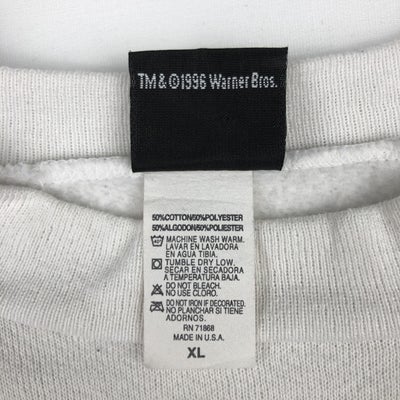 TM & ©1996 Warner Bros.
50%COTTON/50%POLYESTER
50%ALGODON/50%POLIESTER
MACHINE WASH WARM.
LAVAR EN LAVADORA
EN AGUA TIBIA.
TUMBLE DRY LOW.
SECAR EN SECADORA
A TEMPERATURA BAJA.
DO NOT BLEACH.
NO USE CLORO.
DO NOT IRON IF DECORATED.
NO PLANCHAR SI TIENE
ADORNOS.
RN 71868
MADE IN U.S.A.
XL